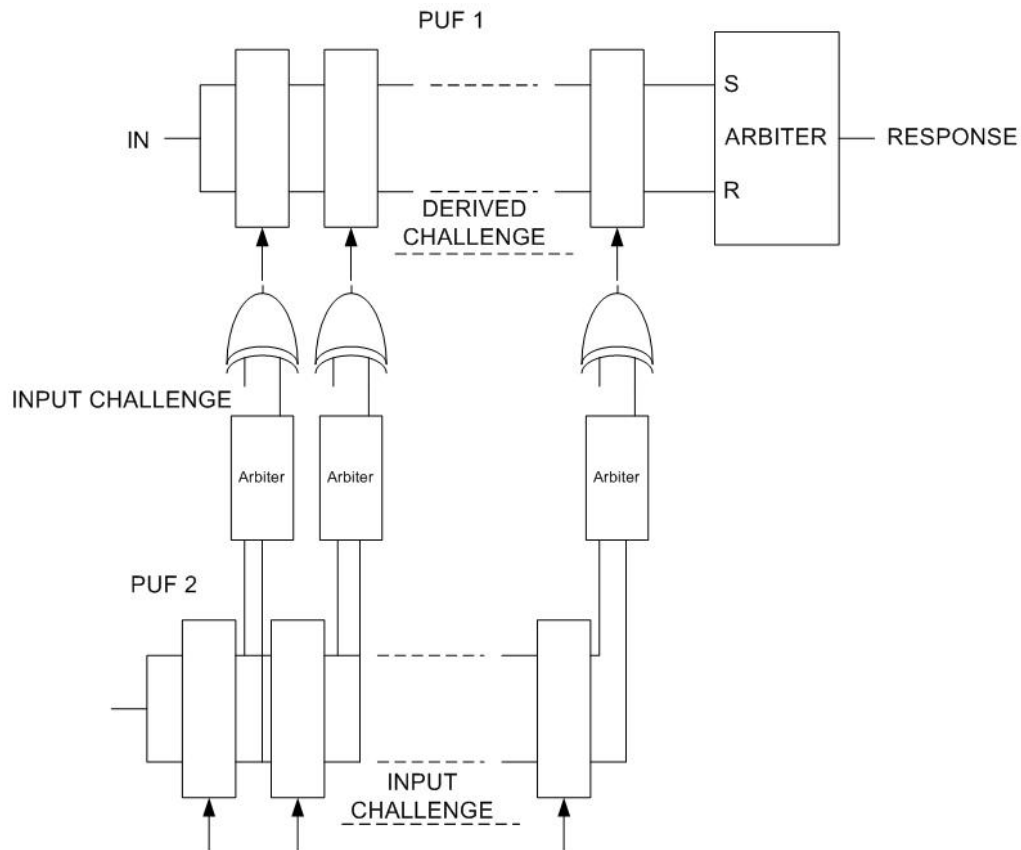 PUF 1
S
IN
ARBITER
RESPONSE
R
DERIVED
CHALLENGE
INPUT CHALLENGE
Arbiter
Arbiter
Arbiter
PUF 2
INPUT
CHALLENGE